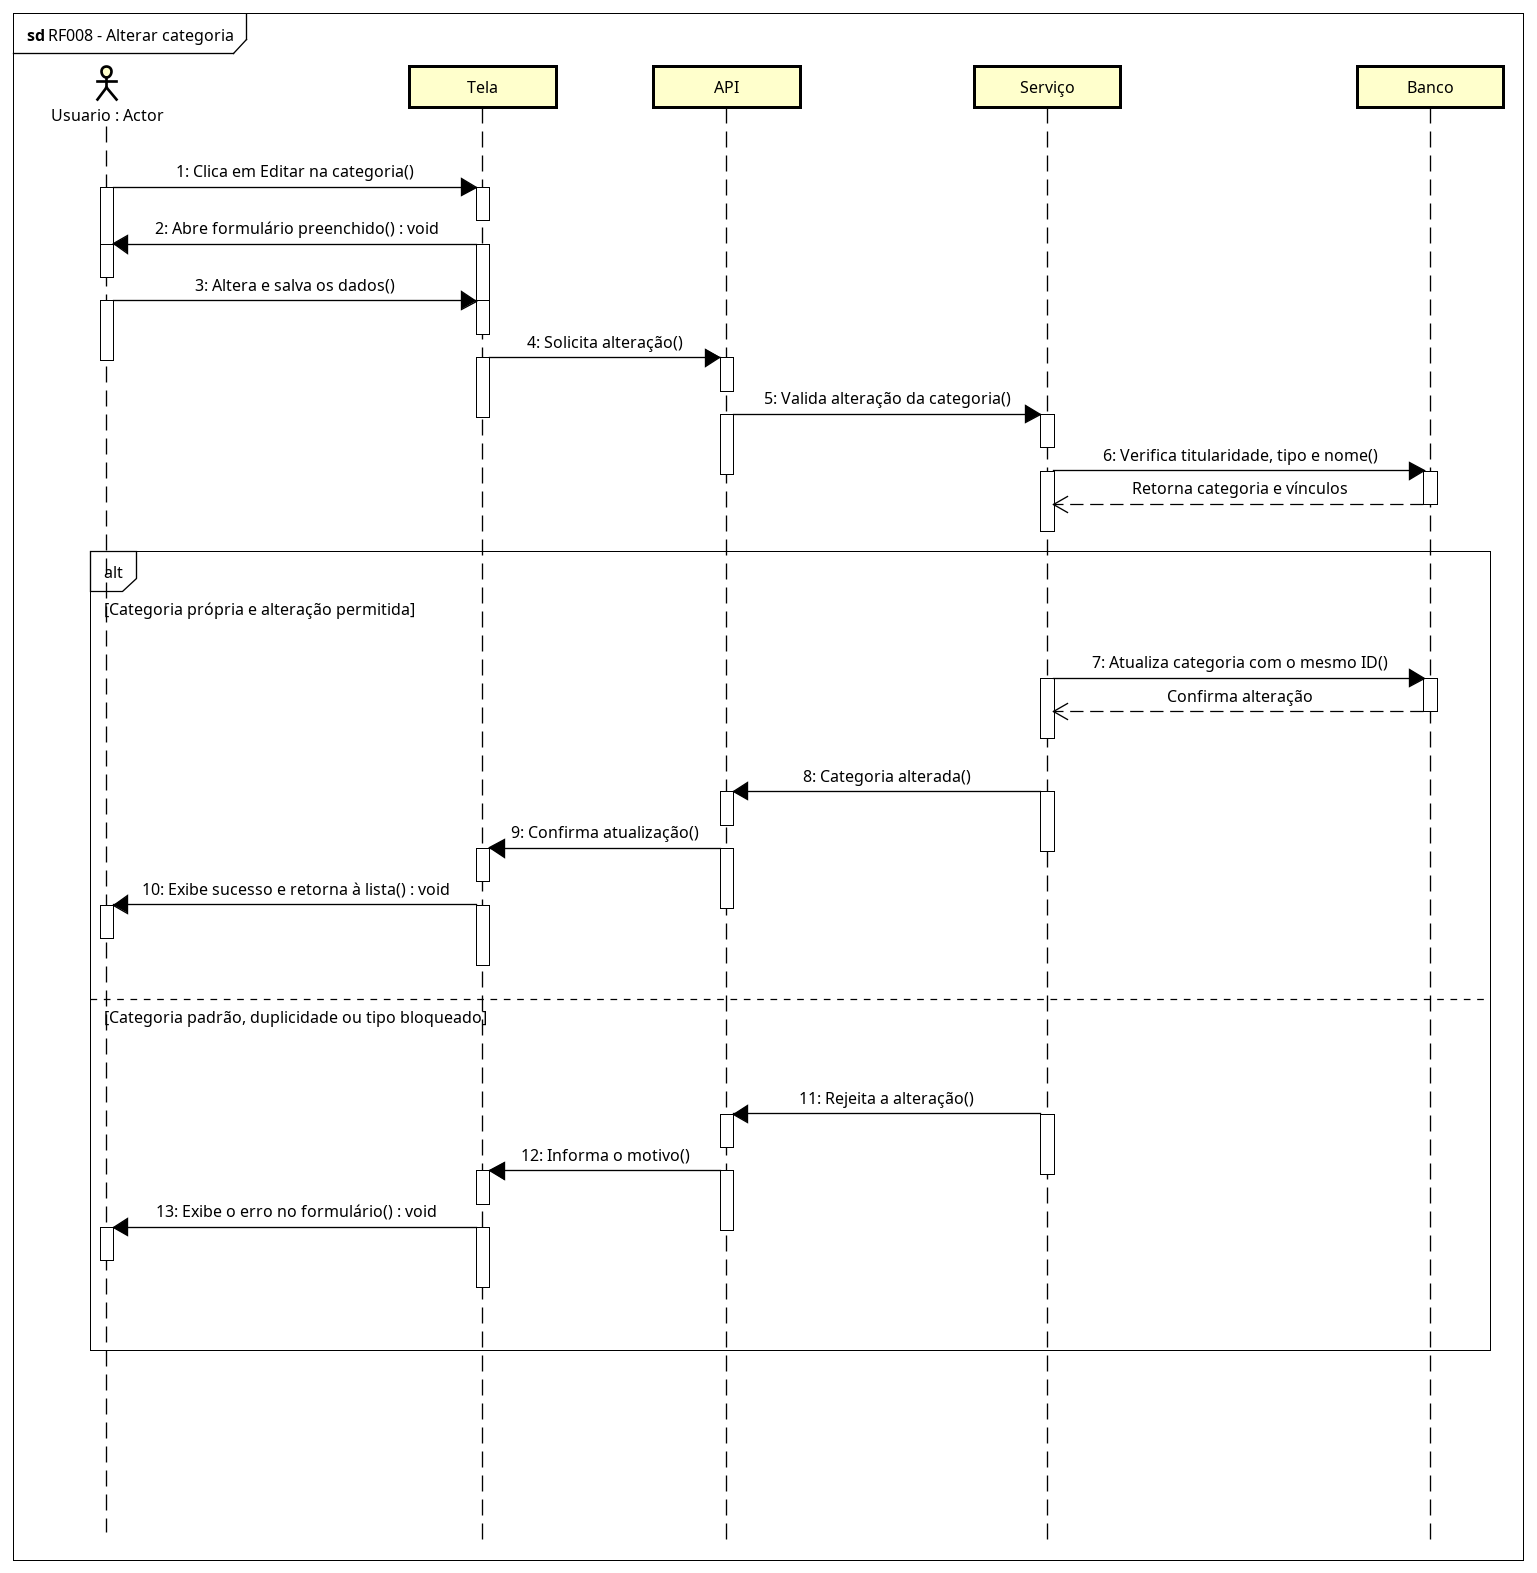 sd RF008 - Alterar categoria
Usuario : Actor
Tela
API
Serviço
Banco
1: Clica em Editar na categoria()
2: Abre formulário preenchido() : void
3: Altera e salva os dados()
4: Solicita alteração()
5: Valida alteração da categoria()
6: Verifica titularidade, tipo e nome()
Retorna categoria e vínculos
alt
[Categoria própria e alteração permitida]
7: Atualiza categoria com o mesmo ID()
Confirma alteração
8: Categoria alterada()
9: Confirma atualização()
10: Exibe sucesso e retorna à lista() : void
[Categoria padrão, duplicidade ou tipo bloqueado]
11: Rejeita a alteração()
12: Informa o motivo()
13: Exibe o erro no formulário() : void